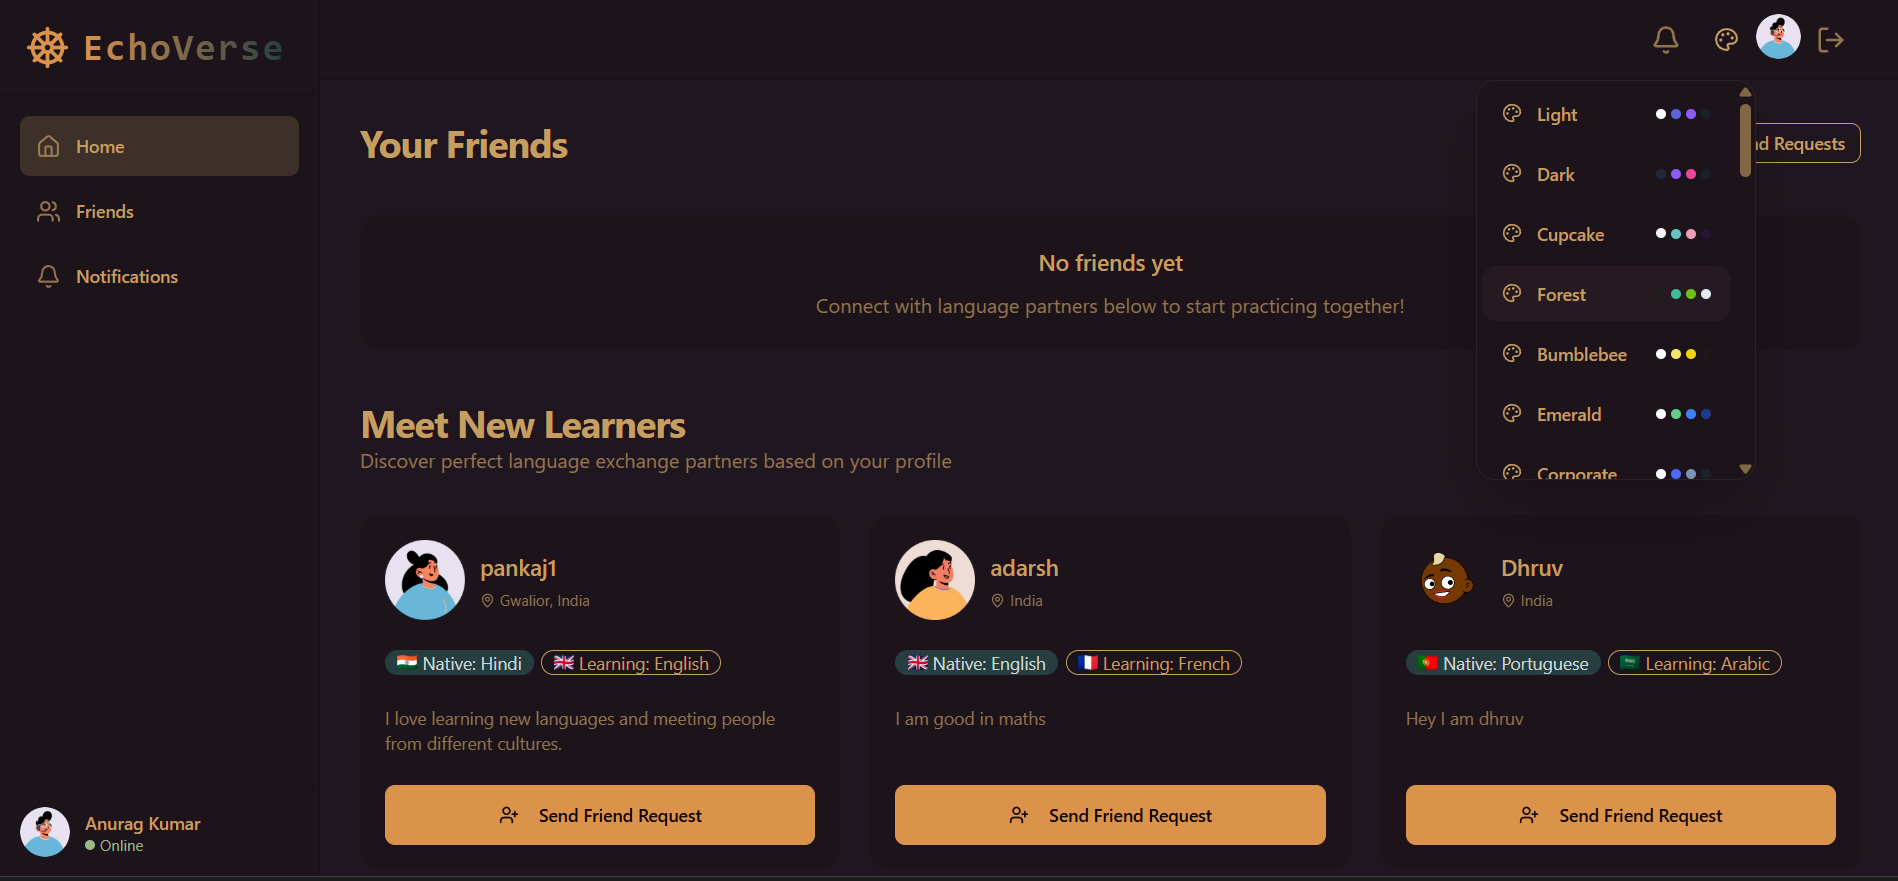 EchoVerse
Home
Friends
Notifications
Anurag Kumar
Online
Your Friends
Requests
No friends yet
Connect with language partners below to start practicing together!
Light
Dark
Cupcake
Forest
Bumblebee
Emerald
Corporate
Meet New Learners
Discover perfect language exchange partners based on your profile
pankaj1
Gwalior, India
Native: Hindi
Learning: English
I love learning new languages and meeting people
from different cultures.
Send Friend Request
adarsh
India
Native: English
Learning: French
I am good in maths
Send Friend Request
Dhruv
India
Native: Portuguese
Learning: Arabic
Hey I am dhruv
Send Friend Request